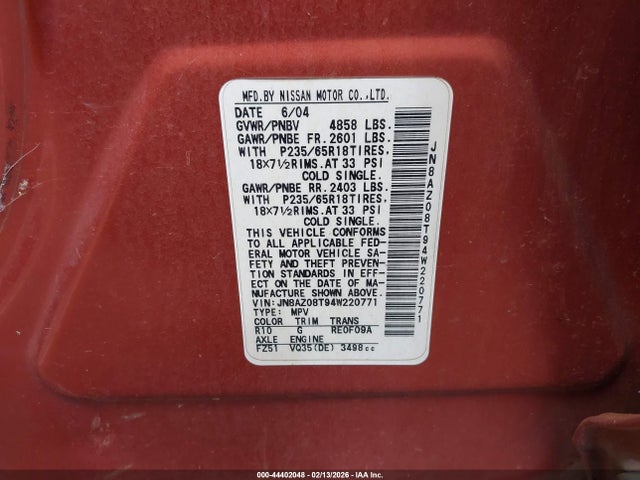 MFD.BY NISSAN MOTOR CO.,LTD.
DATE 6/04
GVWR/PNBV 4858 LBS.
GAWR/PNBE FR.2601 LBS.
WITH P235/65R18TIRES.
18X7½RIMS.AT 33 PSI
COLD SINGLE.
GAWR/PNBE RR.2403 LBS.
WITH P235/65R18TIRES.
18X7½RIMS.AT 33 PSI
COLD SINGLE.
THIS VEHICLE CONFORMS
TO ALL APPLICABLE FED-
ERAL MOTOR VEHICLE SA-
FETY AND THEFT PREVEN-
TION STANDARDS IN EFF-
ECT ON THE DATE OF MA-
NUFACTURE SHOWN ABOVE.
VIN:JN8AZ08T94W220771
TYPE: MPV
COLOR TRIM TRANS
R10 G RE0F09A
AXLE ENGINE
FZ51 VQ35(DE) 3498cc
JN8AZ08T94W220771
000-44402048 - 02/13/2026 - IAA Inc.